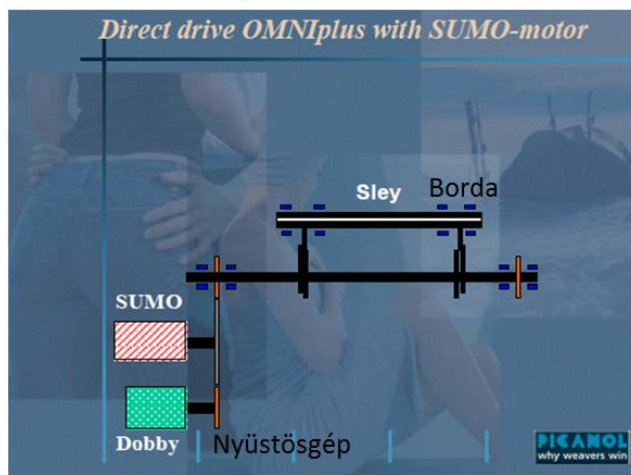 Direct drive OMNIplus with SUMO-motor
Sley Borda
SUMO
Dobby Nyüstösgép
PICANOL
why weavers win